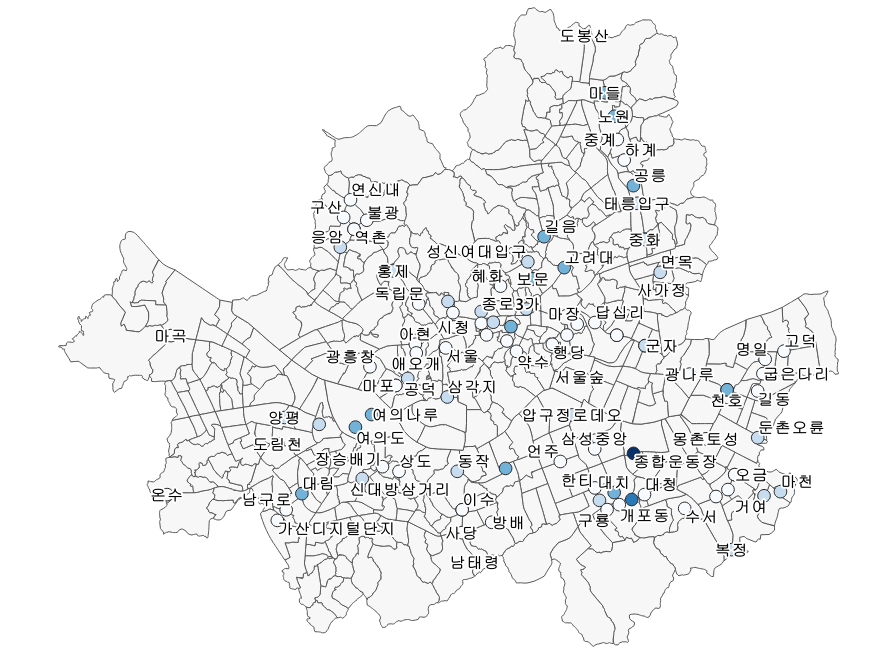 도봉산
마들
노원
중계
하계
공릉
연신내
태릉입구
구산
불광
길음
응암
역촌
중화
성신여대입구
고려대
면목
홍제
혜화
보문
독립문
사가정
종로3가
마장
답십리
시청
아현
마곡
고덕
군자
명일
광흥창
서울
행당
애오개
약수
광나루
굽은다리
서울숲
마포
공덕
삼각지
천호
길동
양평
여의나루
압구정로데오
둔촌오륜
여의도
삼성중앙
몽촌토성
도림천
언주
장승배기
상도
동작
종합운동장
오금
대림
신대방삼거리
한티
대치
대청
마천
온수
남구로
이수
거여
구룡
개포동
수서
방배
가산디지털단지
사당
복정
남태령